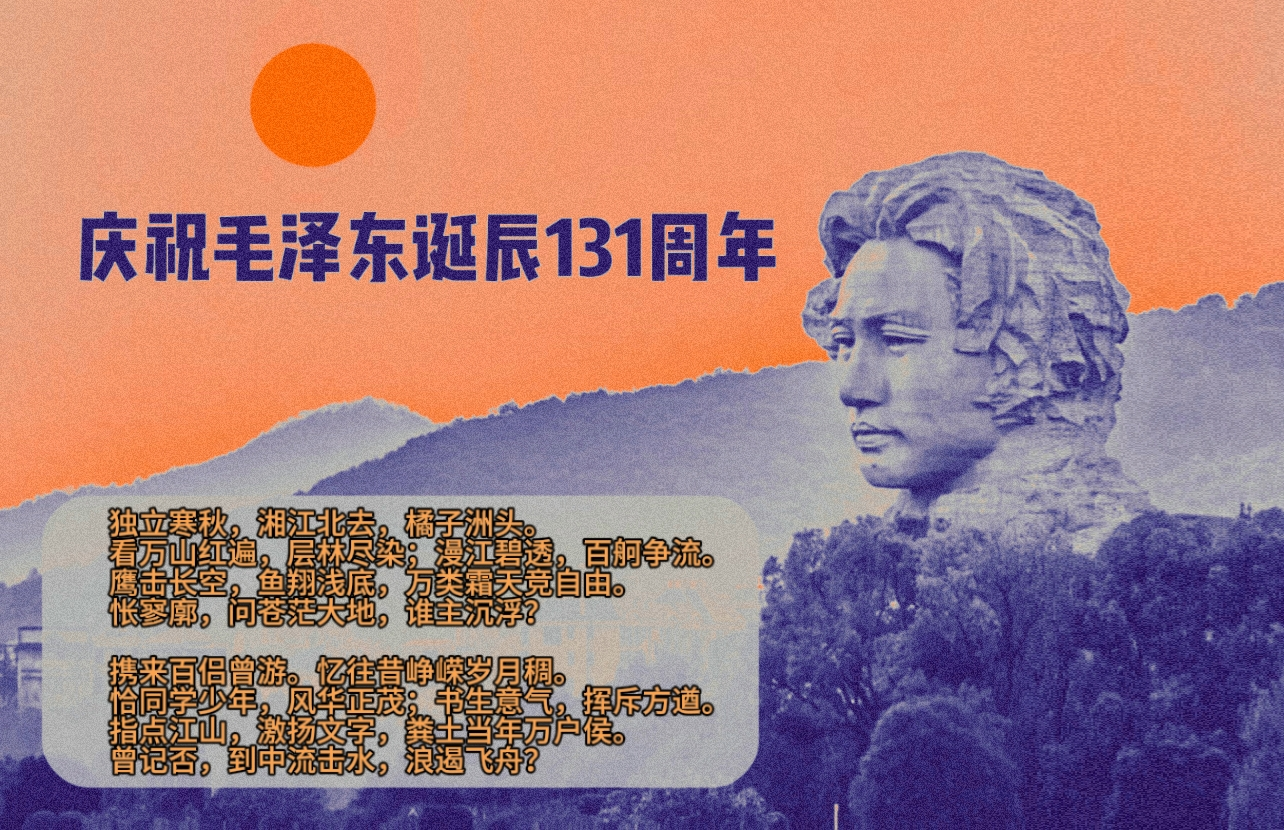 庆祝毛泽东诞辰131周年
独立寒秋，湘江北去，橘子洲头。
看万山红遍，层林尽染；漫江碧透，百舸争流。
鹰击长空，鱼翔浅底，万类霜天竞自由。
怅寥廓，问苍茫大地，谁主沉浮？
携来百侣曾游。忆往昔峥嵘岁月稠。
恰同学少年，风华正茂；书生意气，挥斥方遒。
指点江山，激扬文字，粪土当年万户侯。
曾记否，到中流击水，浪遏飞舟？